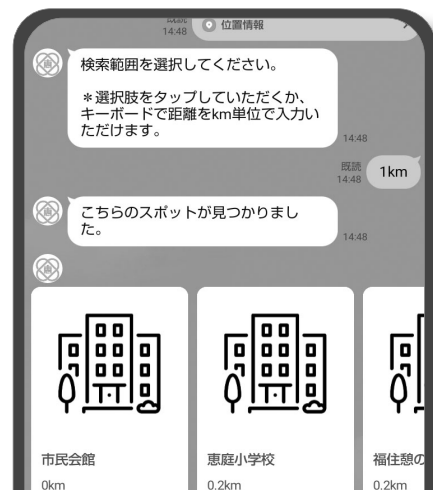 既読
14:48
位置情報
検索範囲を選択してください。
＊選択肢をタップしていただくか、
キーボードで距離をkm単位で入力い
ただけます。
14:48
既読
14:48
1km
こちらのスポットが見つかりまし
た。
14:48
市民会館
0km
恵庭小学校
0.2km
福住憩の
0.2km